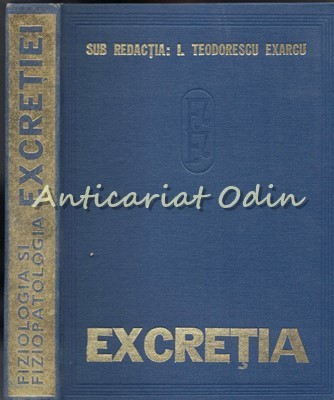 SUB REDACȚIA: I. TEODORESCU EXARCU
Anticariat Odin
EXCREȚIA
FIZIOLOGIA ȘI
FIZIOPATOLOGIA
EXCREȚIEI